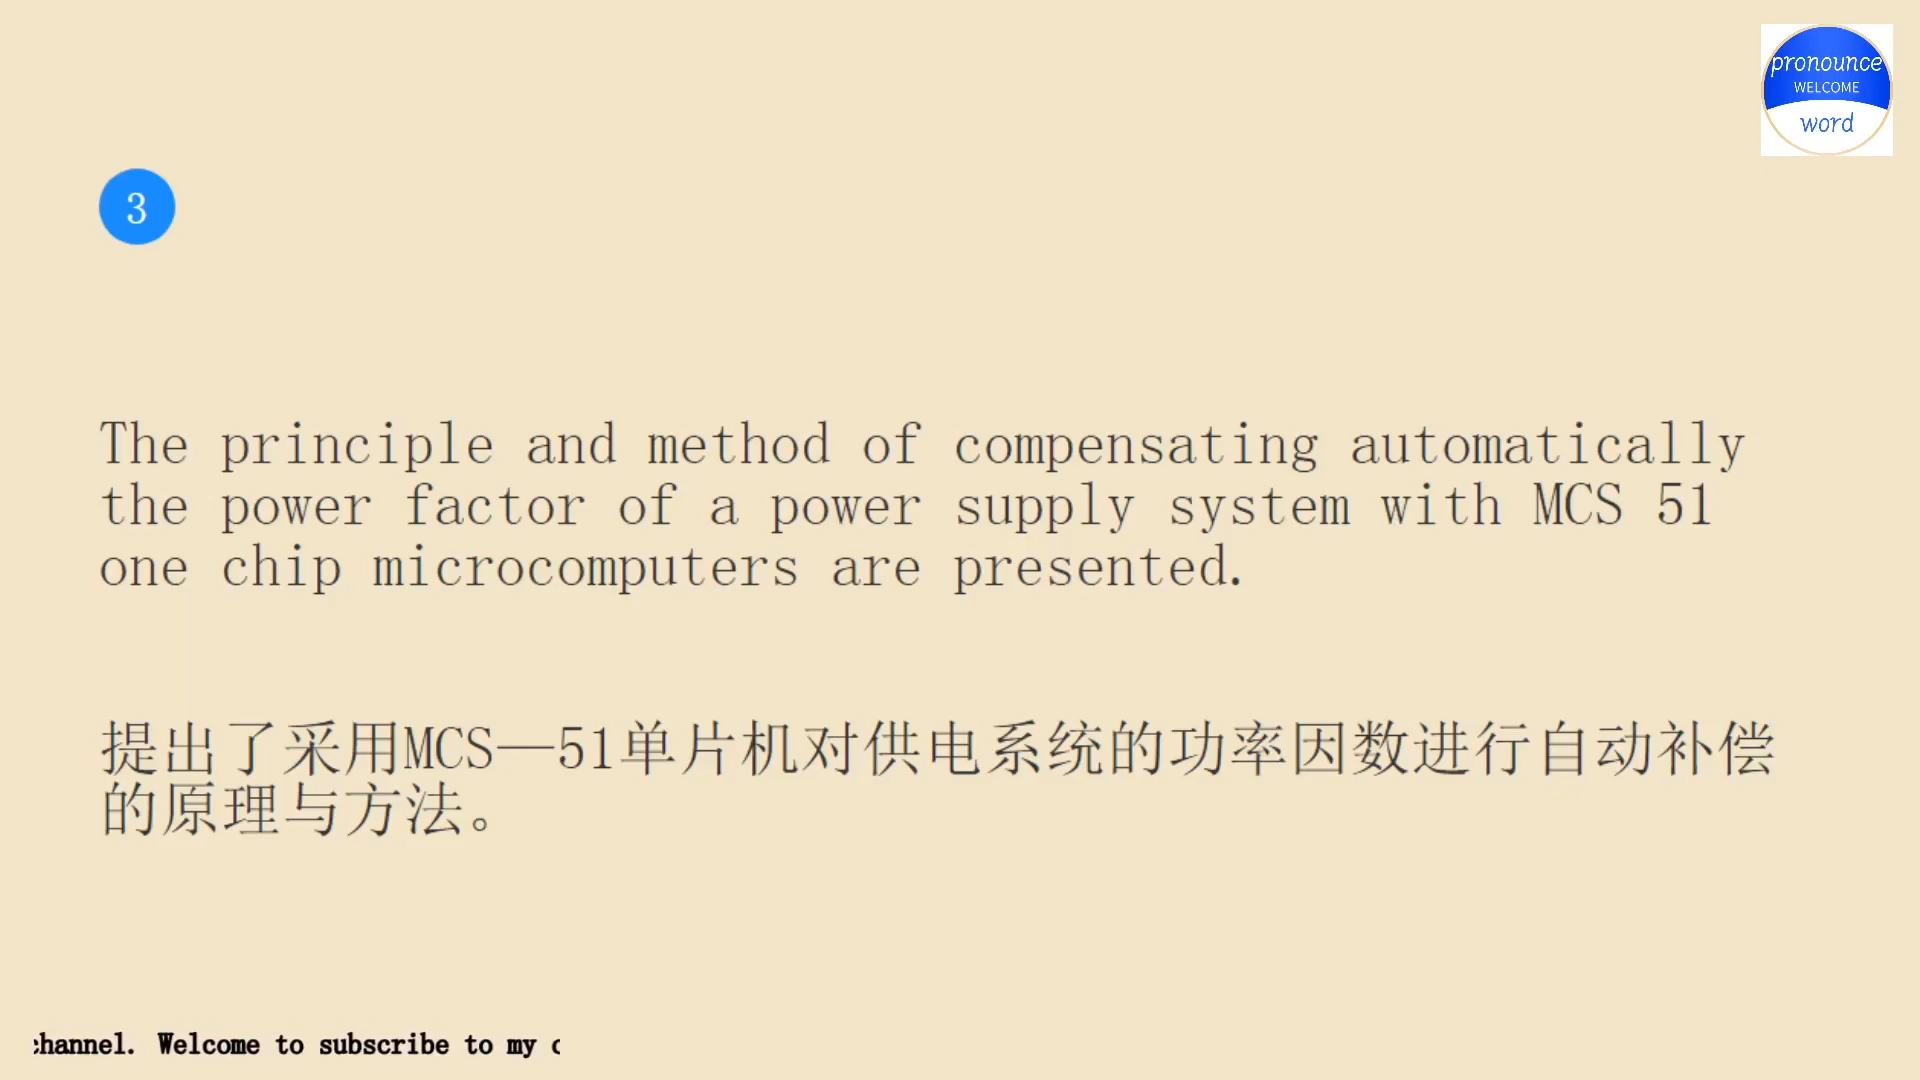 pronounce
WELCOME
word
3
The principle and method of compensating automatically
the power factor of a power supply system with MCS 51
one chip microcomputers are presented.
提出了采用MCS—51单片机对供电系统的功率因数进行自动补偿
的原理与方法。
channel. Welcome to subscribe to my